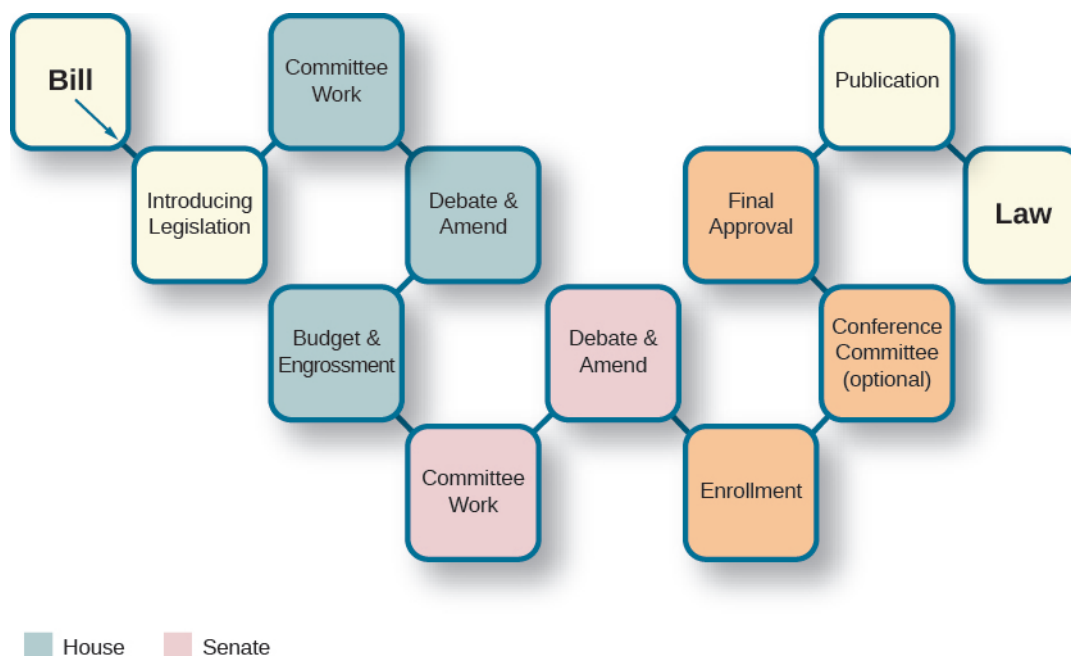 Bill
Introducing
Legislation
Committee
Work
Debate &
Amend
Budget &
Engrossment
Committee
Work
Debate &
Amend
Enrollment
Conference
Committee
(optional)
Final
Approval
Publication
Law
House
Senate